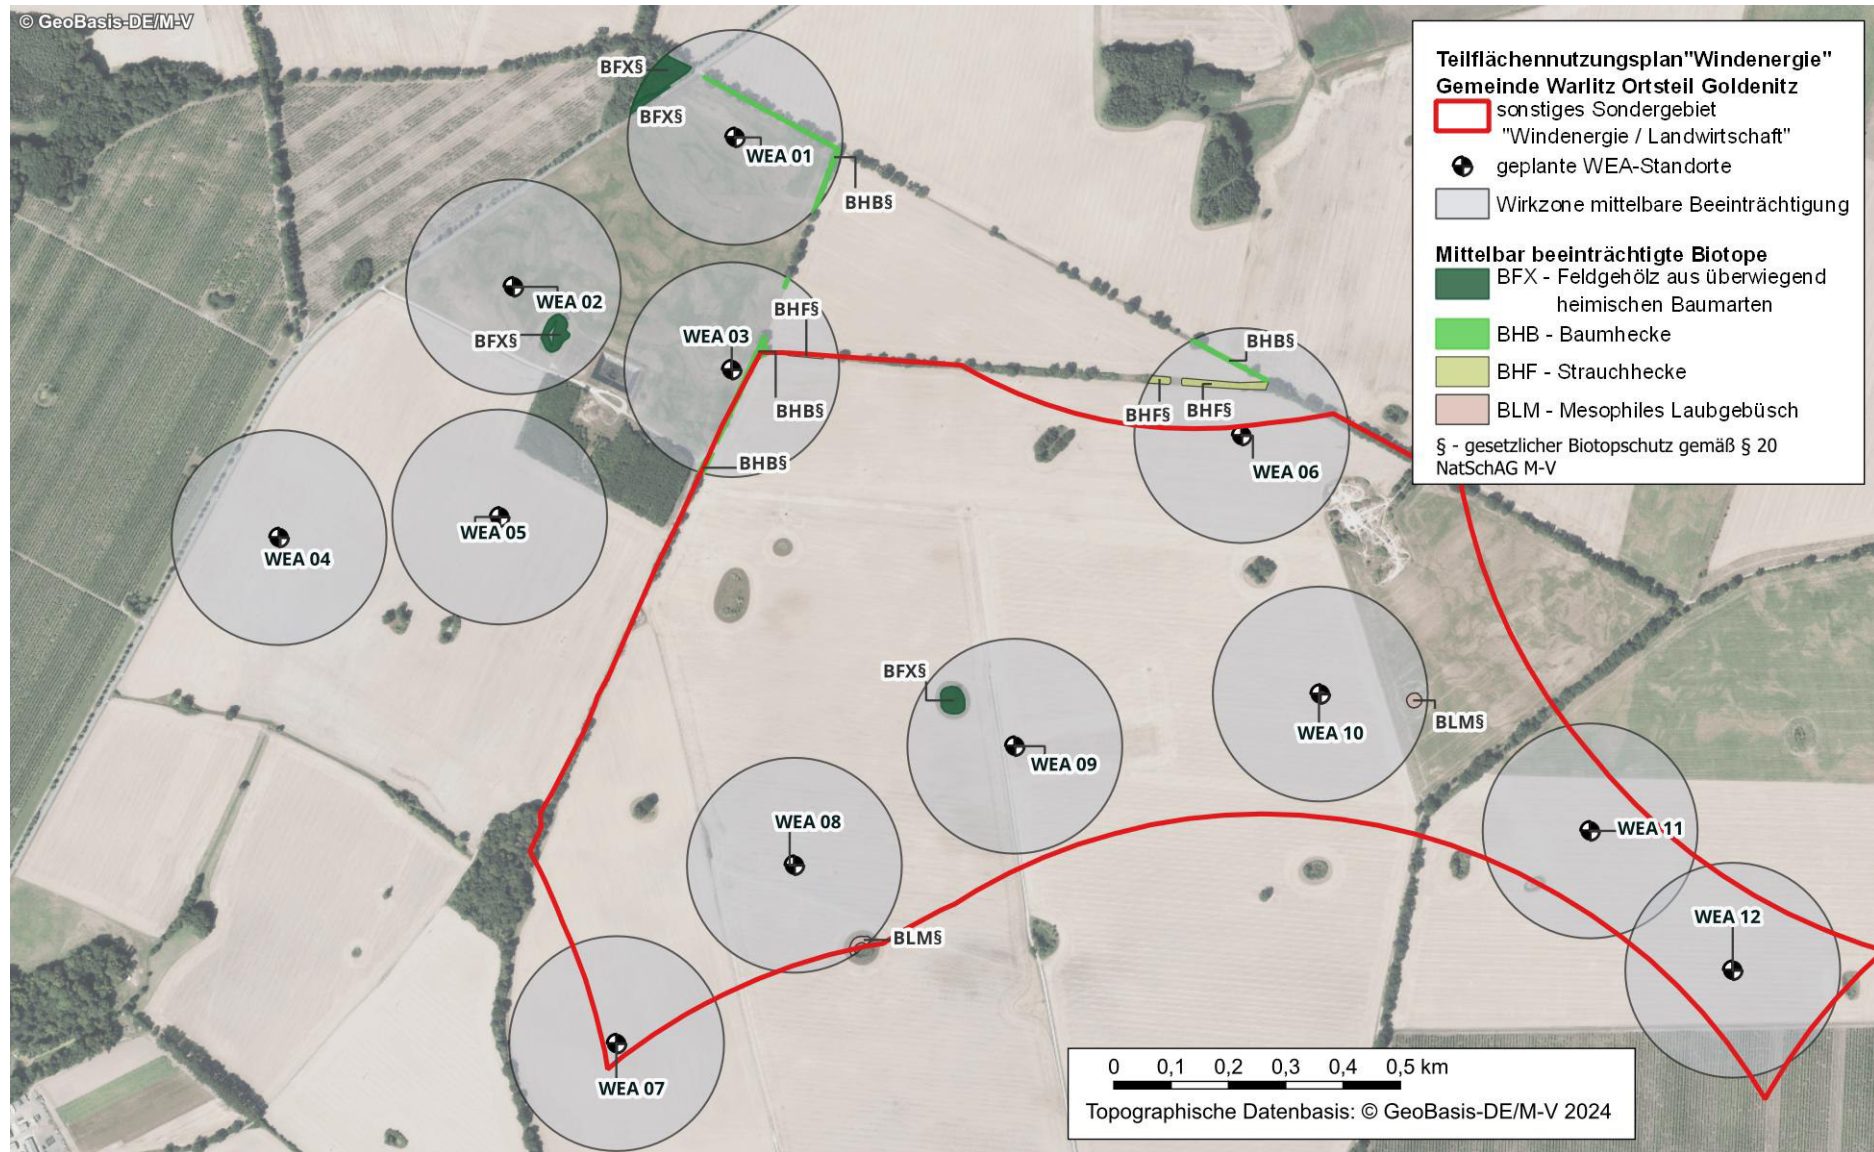 © GeoBasis-DE/M-V
Teilflächennutzungsplan"Windenergie"
Gemeinde Warlitz Ortsteil Goldenitz
sonstiges Sondergebiet
"Windenergie / Landwirtschaft"
geplante WEA-Standorte
Wirkzone mittelbare Beeinträchtigung
Mittelbar beeinträchtigte Biotope
BFX - Feldgehölz aus überwiegend
heimischen Baumarten
BHB - Baumhecke
BHF - Strauchhecke
BLM - Mesophiles Laubgebüsch
§ - gesetzlicher Biotopschutz gemäß § 20
NatSchAG M-V
BFX§
BFX§
WEA 01
BHB§
WEA 02
BFX§
BHF§
WEA 03
BHB§
BHB§
BHB§
BHF§
BHF§
WEA 06
WEA 04
WEA 05
BFX§
WEA 09
WEA 10
BLM§
WEA 08
BLM§
WEA 11
WEA 12
WEA 07
0 0,1 0,2 0,3 0,4 0,5 km
Topographische Datenbasis: © GeoBasis-DE/M-V 2024